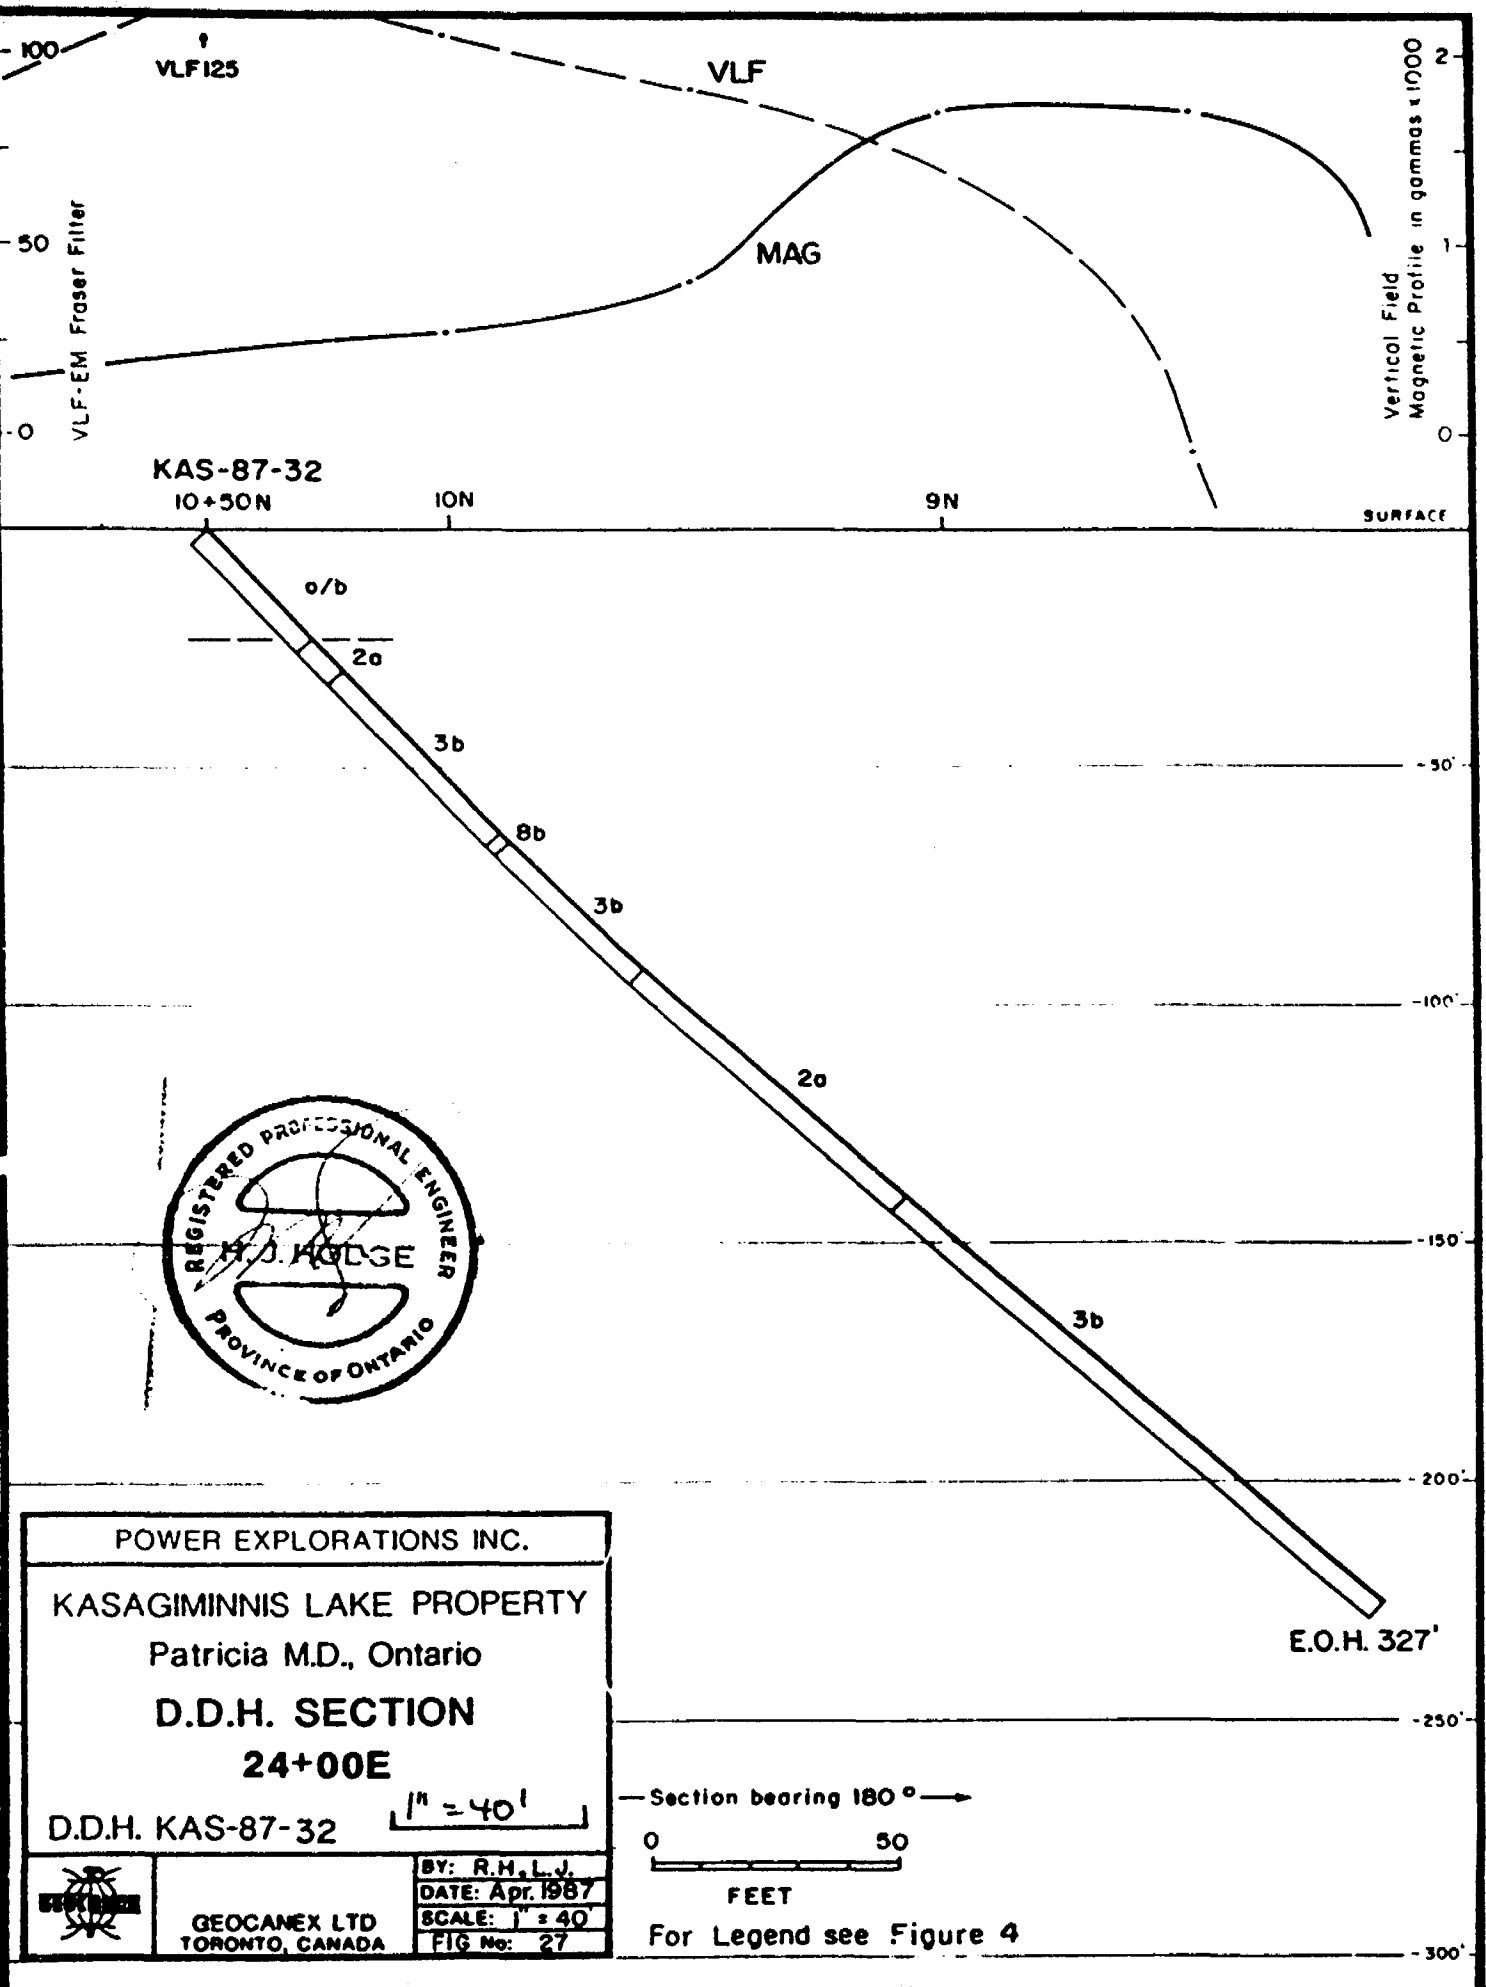 100
VLF 125
VLF
2
50
MAG
1
0
0
VLF-EM Fraser Filter
Vertical Field
Magnetic Profile in gammas x 1000
KAS-87-32
10+50N
10N
9N
SURFACE
o/b
2a
3b
-50'
8b
3b
-100'
2a
-150'
3b
-200'
REGISTERED PROFESSIONAL ENGINEER
H. J. HODGE
PROVINCE OF ONTARIO
E.O.H. 327'
-250'
-300'
POWER EXPLORATIONS INC.
KASAGIMINNIS LAKE PROPERTY
Patricia M.D., Ontario
D.D.H. SECTION
24+00E
1" = 40'
D.D.H. KAS-87-32
GEOCANEX LTD
TORONTO, CANADA
BY: R.H., L.J.
DATE: Apr. 1987
SCALE: 1" = 40'
FIG No: 27
Section bearing 180°
0 50
FEET
For Legend see Figure 4